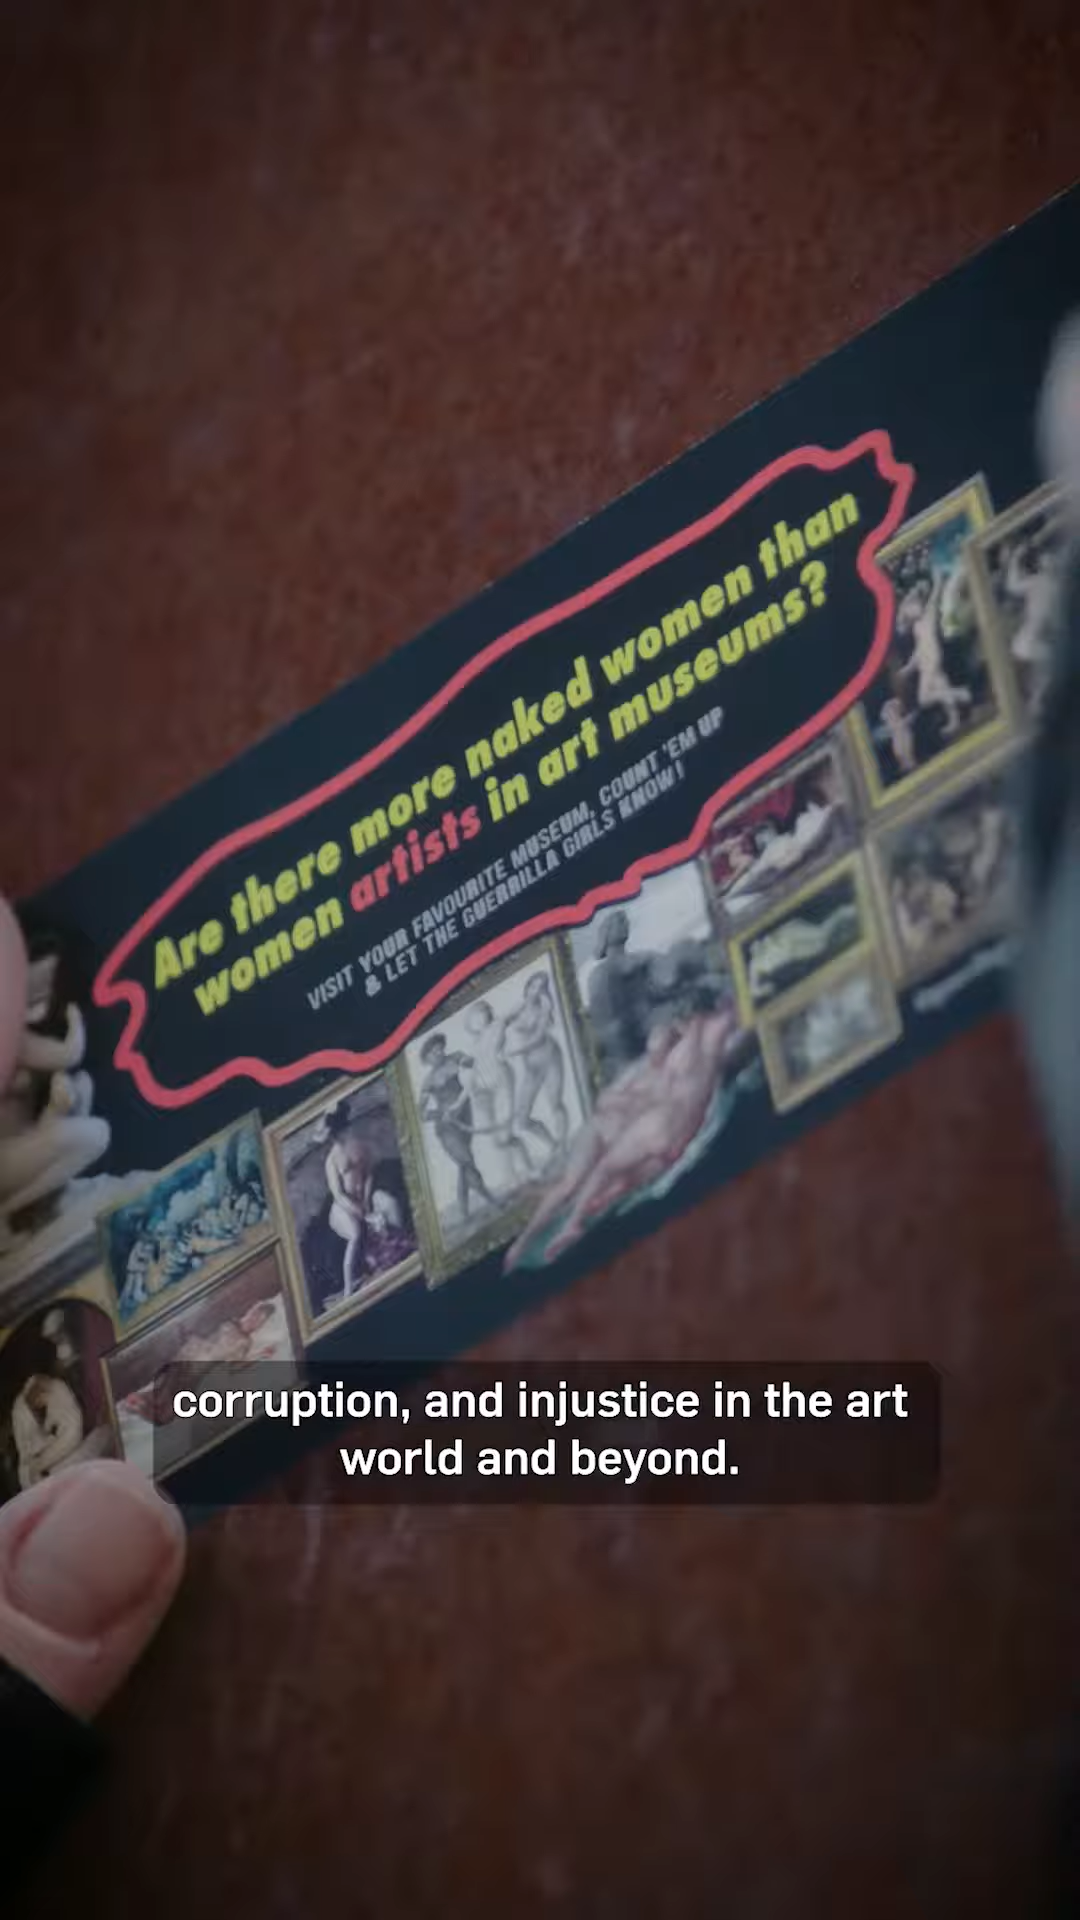 Are there more naked women than
women artists in art museums?
VISIT YOUR FAVOURITE MUSEUM, COUNT 'EM UP
& LET THE GUERRILLA GIRLS KNOW!
corruption, and injustice in the art
world and beyond.